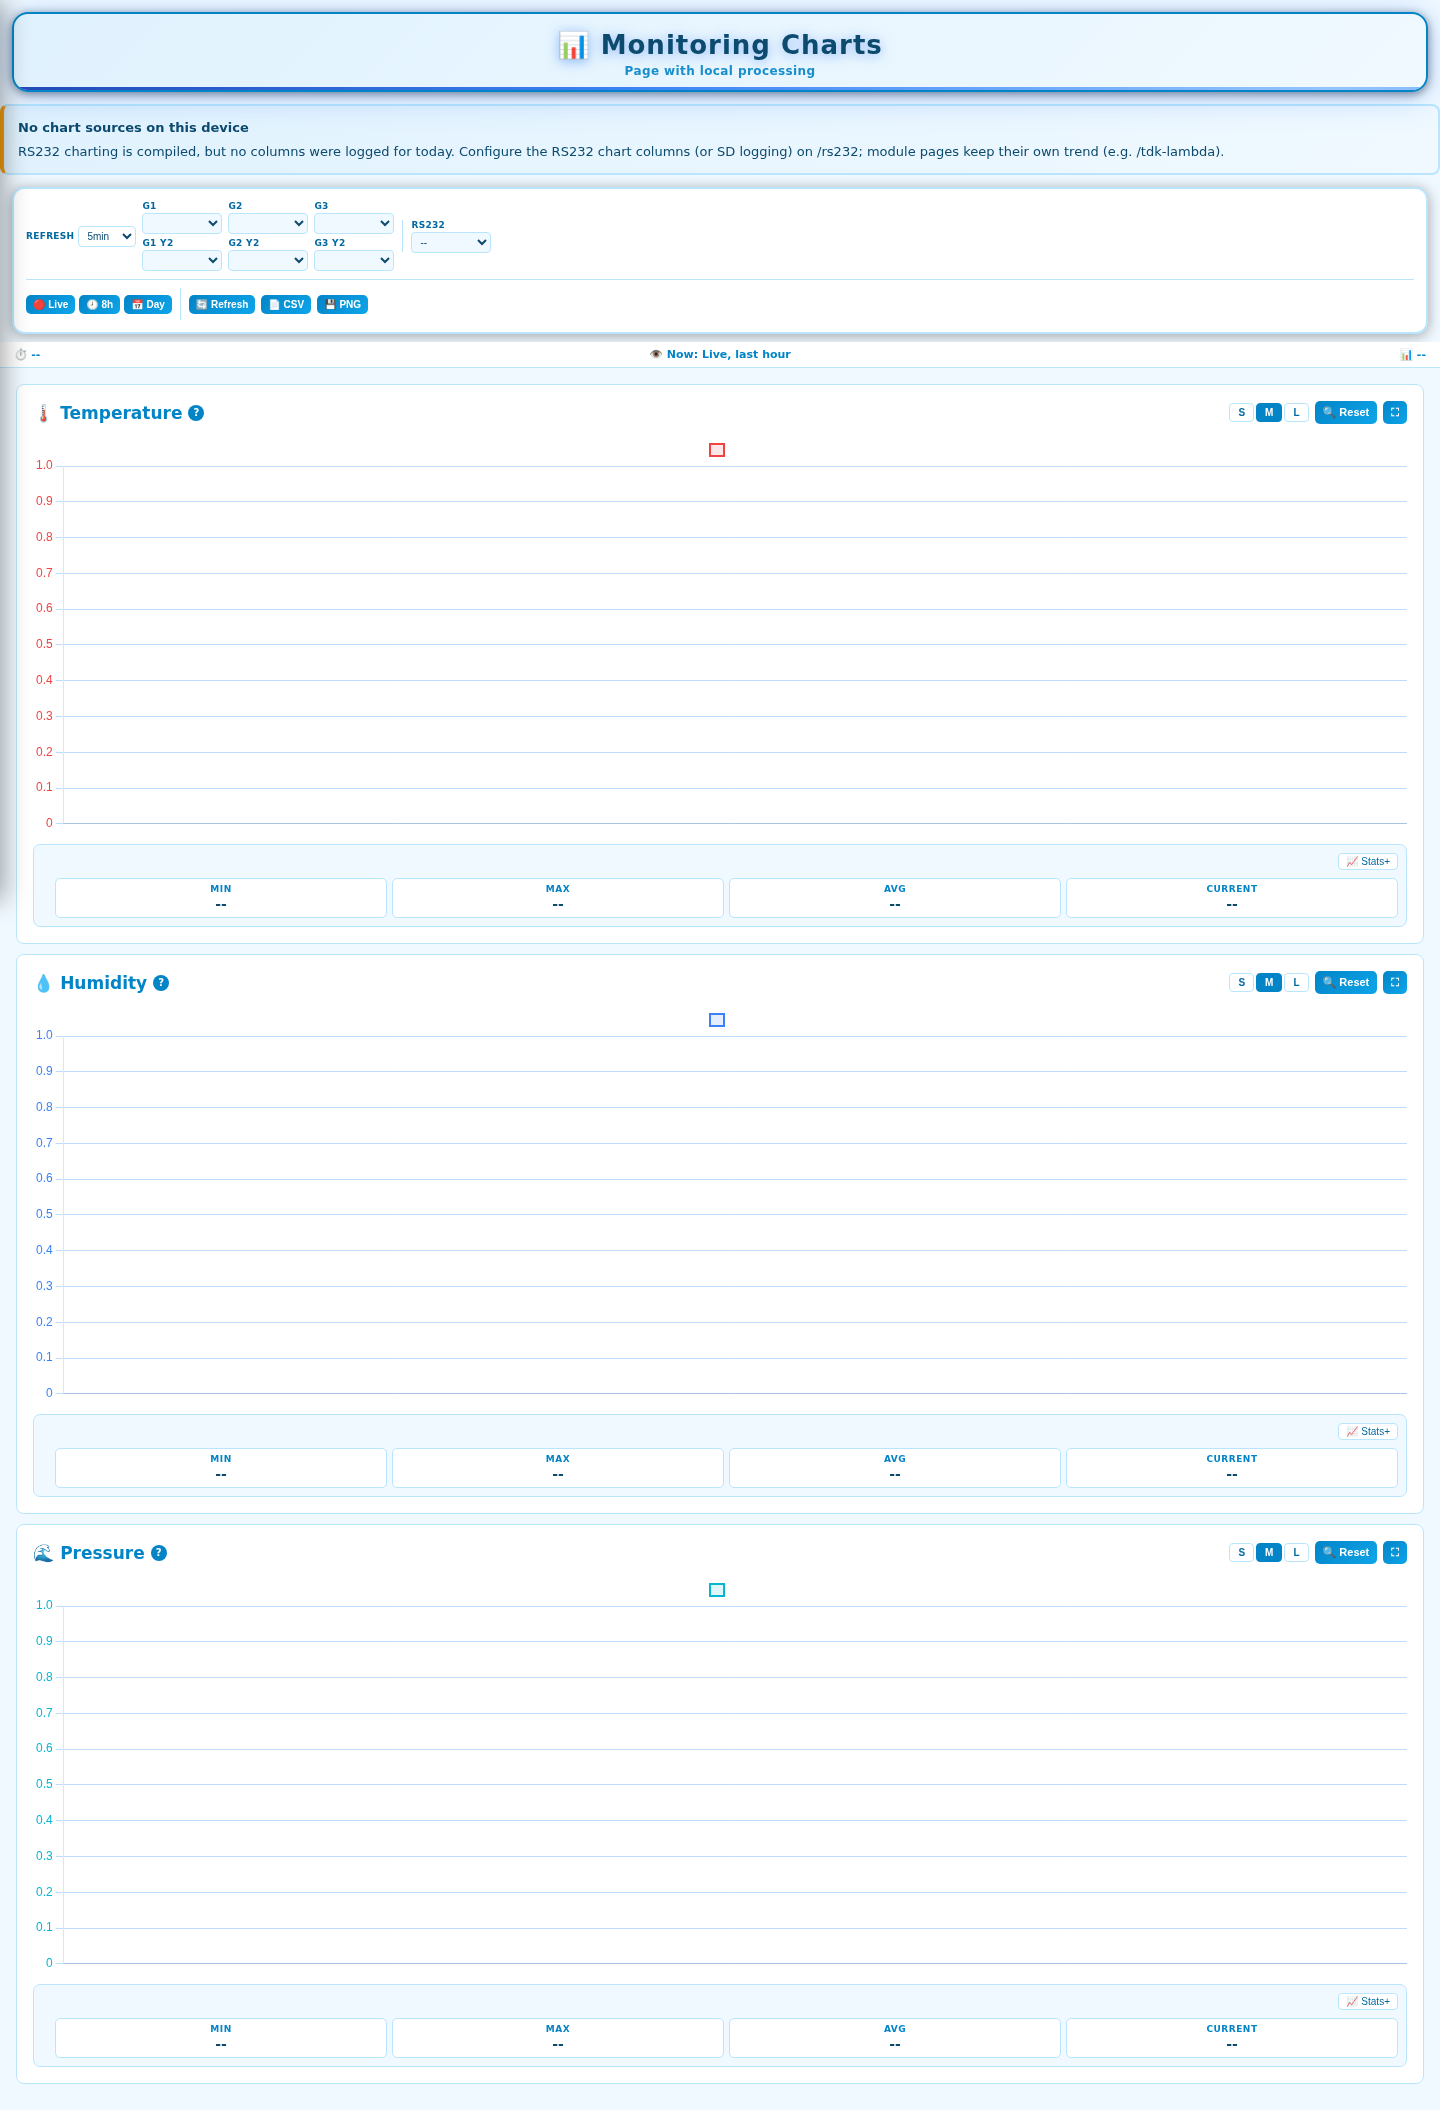 📊 Monitoring Charts
Page with local processing
No chart sources on this device
RS232 charting is compiled, but no columns were logged for today. Configure the RS232 chart columns (or SD logging) on /rs232; module pages keep their own trend (e.g. /tdk-lambda).
REFRESH 5min
G1 G2 G3
G1 Y2 G2 Y2 G3 Y2
RS232
--
🔴 Live 🕗 8h 📅 Day 🔄 Refresh 📄 CSV 💾 PNG
⏱️ -- 👁️ Now: Live, last hour 📊 --
🌡️ Temperature ? S M L 🔍 Reset ⛶
1.0
0.9
0.8
0.7
0.6
0.5
0.4
0.3
0.2
0.1
0
📈 Stats+
MIN MAX AVG CURRENT
-- -- -- --
💧 Humidity ? S M L 🔍 Reset ⛶
1.0
0.9
0.8
0.7
0.6
0.5
0.4
0.3
0.2
0.1
0
📈 Stats+
MIN MAX AVG CURRENT
-- -- -- --
🌊 Pressure ? S M L 🔍 Reset ⛶
1.0
0.9
0.8
0.7
0.6
0.5
0.4
0.3
0.2
0.1
0
📈 Stats+
MIN MAX AVG CURRENT
-- -- -- --